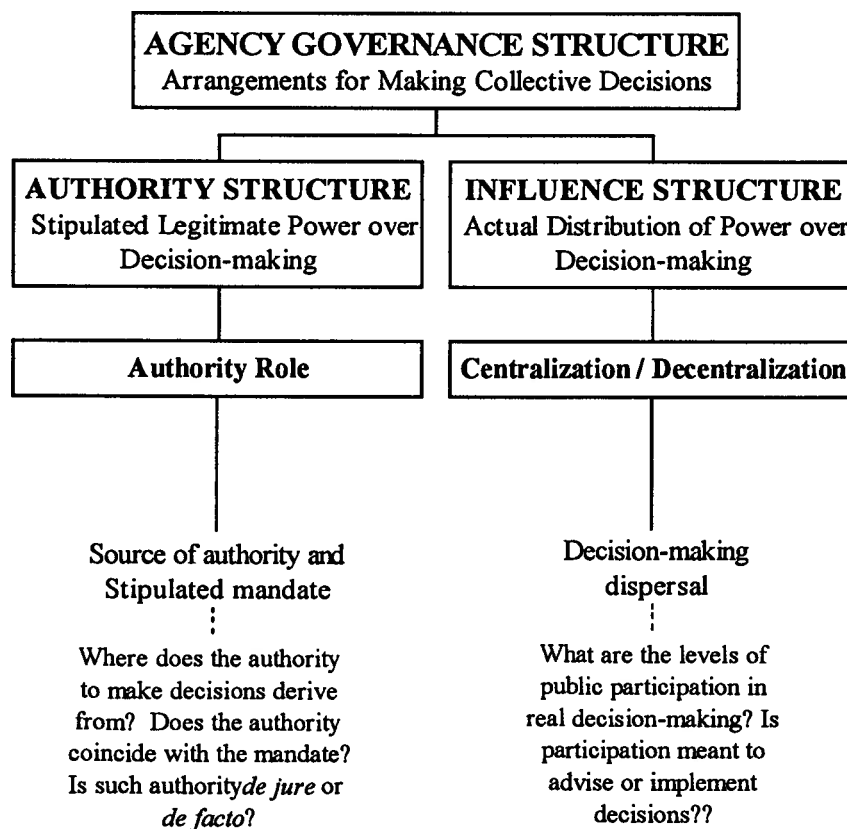 AGENCY GOVERNANCE STRUCTURE
Arrangements for Making Collective Decisions
AUTHORITY STRUCTURE
Stipulated Legitimate Power over
Decision-making
INFLUENCE STRUCTURE
Actual Distribution of Power over
Decision-making
Authority Role
Centralization / Decentralization
Source of authority and
Stipulated mandate
Decision-making
dispersal
Where does the authority
to make decisions derive
from? Does the authority
coincide with the mandate?
Is such authority de jure or
de facto?
What are the levels of
public participation in
real decision-making? Is
participation meant to
advise or implement
decisions??